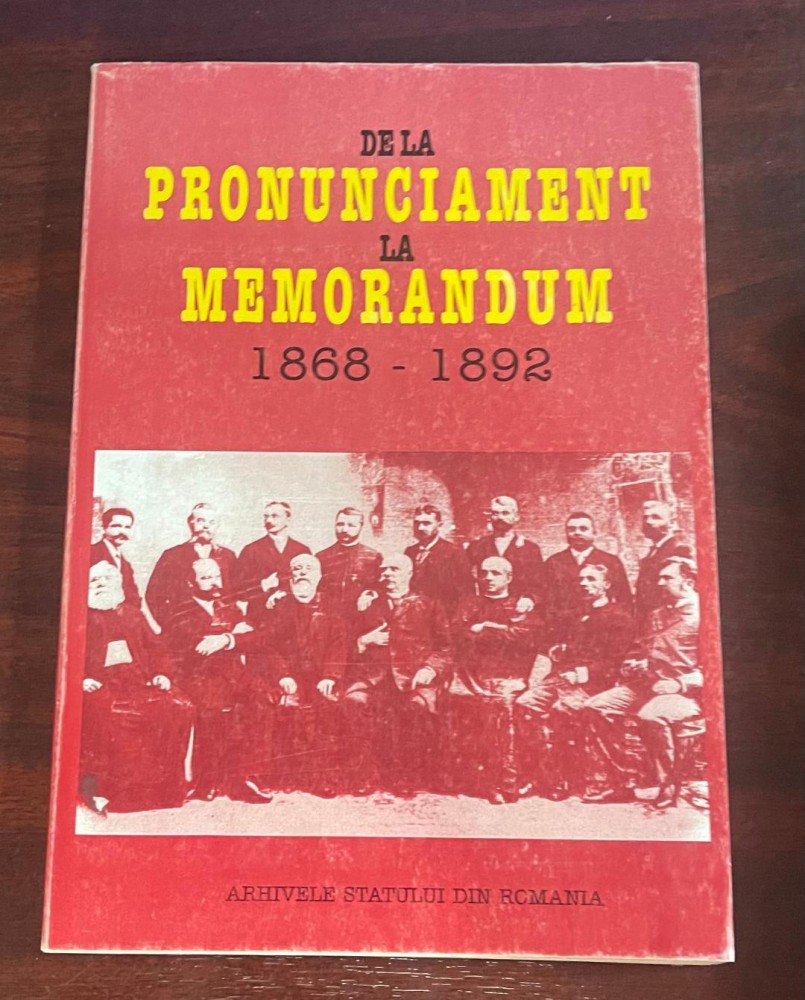 DE LA
PRONUNCIAMENT
LA
MEMORANDUM
1868 - 1892
ARHIVELE STATULUI DIN ROMANIA